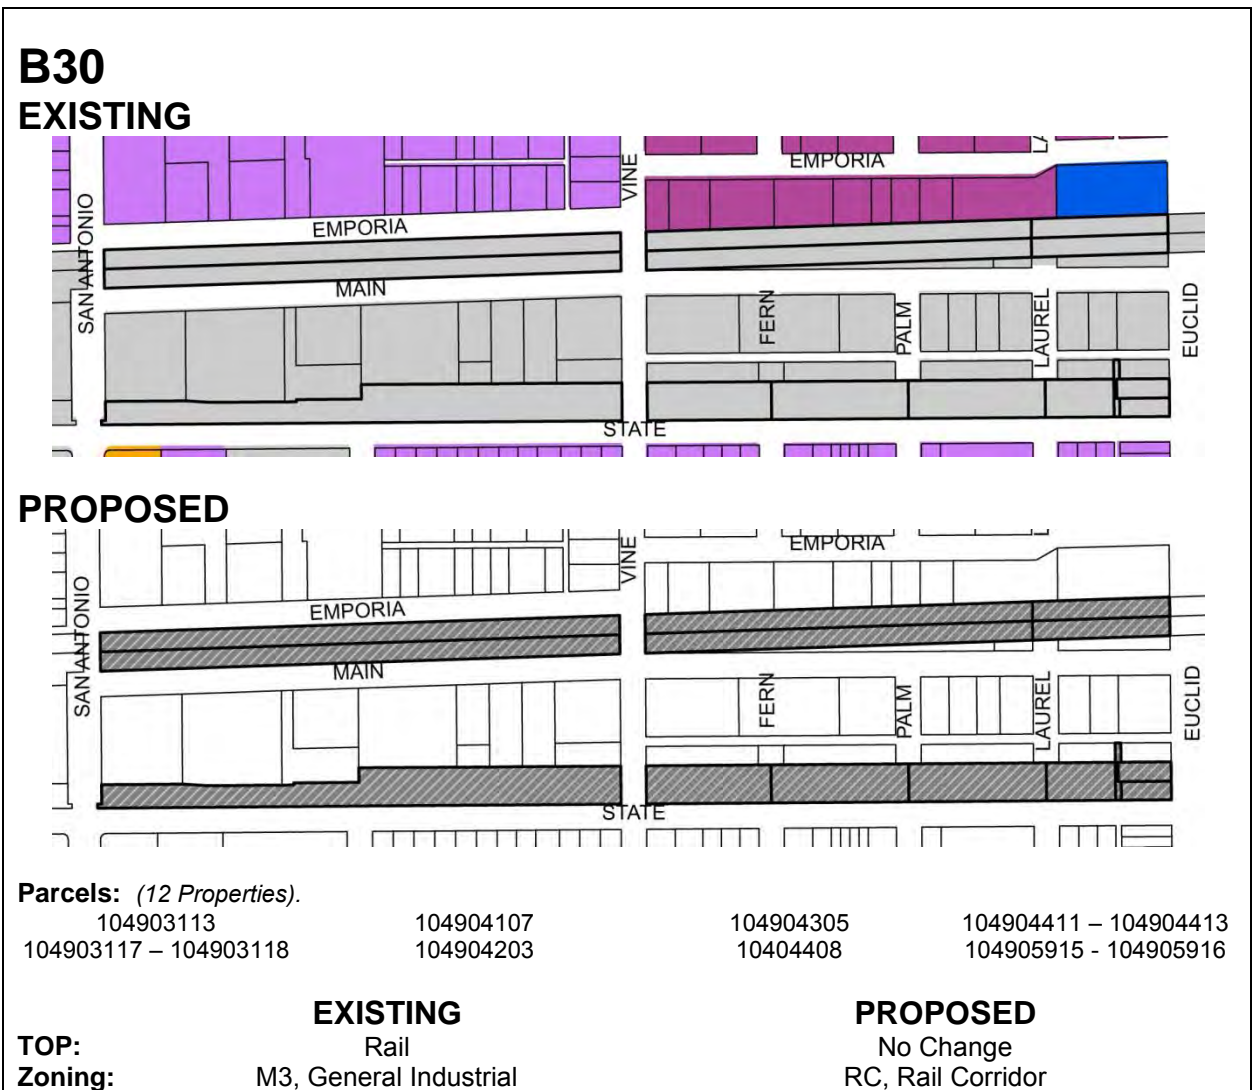 B30
EXISTING
EMPORIA
LA
VINE
SAN ANTONIO
EMPORIA
MAIN
FERN
PALM
LAUREL
EUCLID
STATE
PROPOSED
EMPORIA
VINE
SAN ANTONIO
EMPORIA
MAIN
FERN
PALM
LAUREL
EUCLID
STATE
Parcels: (12 Properties).
104903113 104904107 104904305 104904411 – 104904413
104903117 – 104903118 104904203 10404408 104905915 - 104905916
EXISTING PROPOSED
TOP: Rail No Change
Zoning: M3, General Industrial RC, Rail Corridor